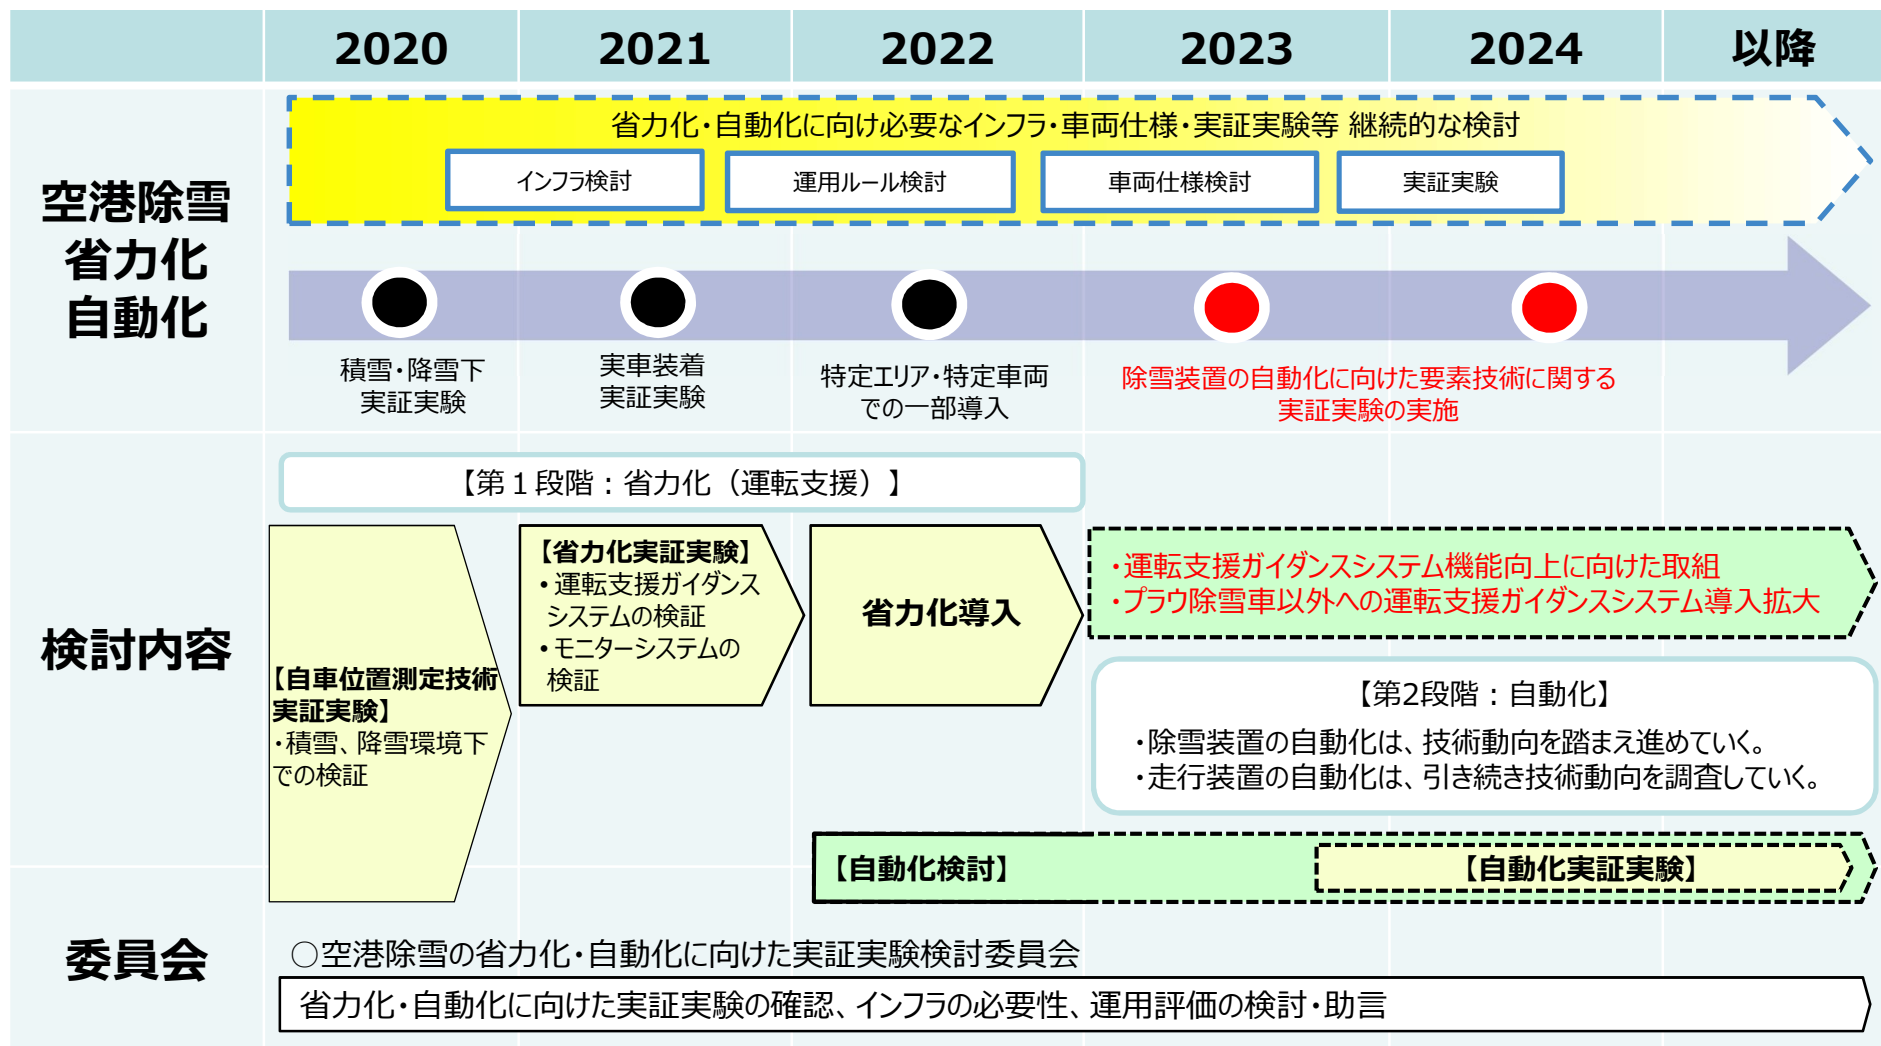 2020
2021
2022
2023
2024
以降
空港除雪
省力化
自動化
省力化・自動化に向け必要なインフラ・車両仕様・実証実験等 継続的な検討
インフラ検討
運用ルール検討
車両仕様検討
実証実験
積雪・降雪下
実証実験
実車装着
実証実験
特定エリア・特定車両
での一部導入
除雪装置の自動化に向けた要素技術に関する
実証実験の実施
検討内容
【第１段階：省力化（運転支援）】
【自車位置測定技術
実証実験】
・積雪、降雪環境下
での検証
【省力化実証実験】
・運転支援ガイダンス
システムの検証
・モニターシステムの
検証
省力化導入
・運転支援ガイダンスシステム機能向上に向けた取組
・プラウ除雪車以外への運転支援ガイダンスシステム導入拡大
【第2段階：自動化】
・除雪装置の自動化は、技術動向を踏まえ進めていく。
・走行装置の自動化は、引き続き技術動向を調査していく。
【自動化検討】
【自動化実証実験】
委員会
○空港除雪の省力化・自動化に向けた実証実験検討委員会
省力化・自動化に向けた実証実験の確認、インフラの必要性、運用評価の検討・助言